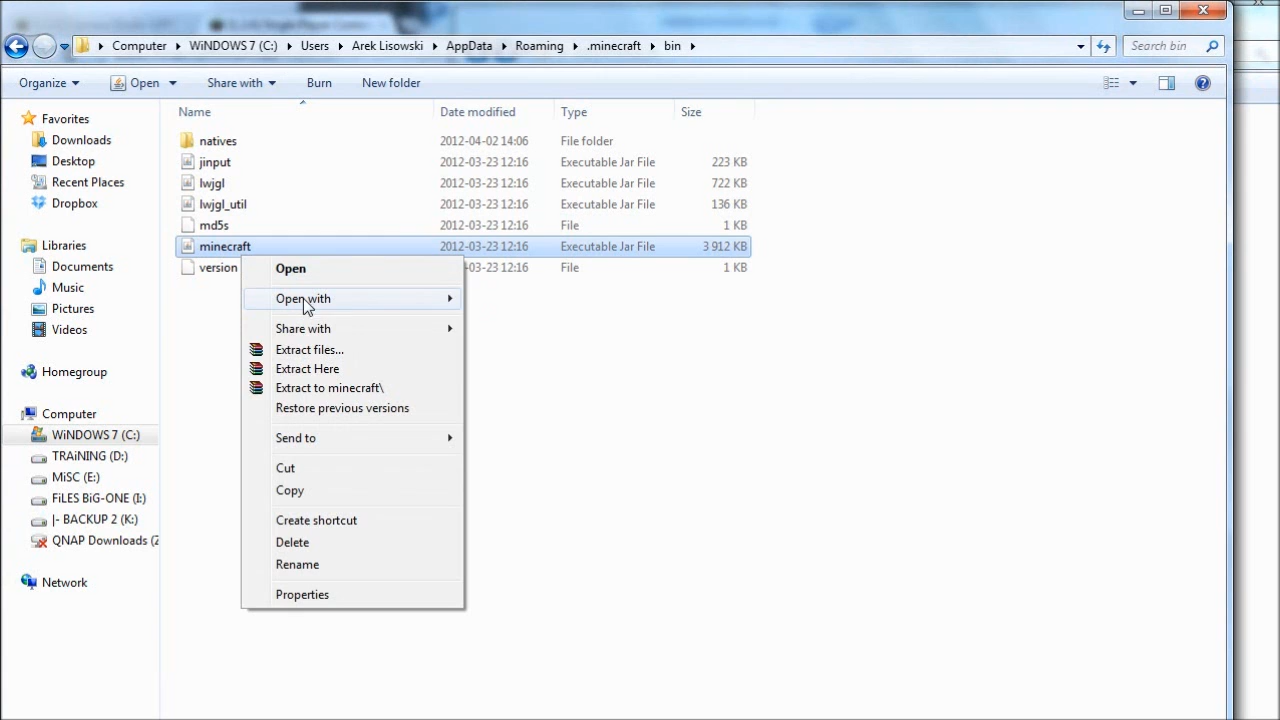 Computer WiNDOWS 7 (C:) Users Arek Lisowski AppData Roaming .minecraft bin Search bin
Organize Open Share with Burn New folder
Name Date modified Type Size
Favorites
Downloads
Desktop
Recent Places
Dropbox
Libraries
Documents
Music
Pictures
Videos
Homegroup
Computer
WiNDOWS 7 (C:)
TRAiNiNG (D:)
MiSC (E:)
FiLES BiG-ONE (I:)
|- BACKUP 2 (K:)
QNAP Downloads (Z
Network
natives 2012-04-02 14:06 File folder
jinput 2012-03-23 12:16 Executable Jar File 223 KB
lwjgl 2012-03-23 12:16 Executable Jar File 722 KB
lwjgl_util 2012-03-23 12:16 Executable Jar File 136 KB
md5s 2012-03-23 12:16 File 1 KB
minecraft 2012-03-23 12:16 Executable Jar File 3 912 KB
version -03-23 12:16 File 1 KB
Open
Open with
Share with
Extract files...
Extract Here
Extract to minecraft\
Restore previous versions
Send to
Cut
Copy
Create shortcut
Delete
Rename
Properties